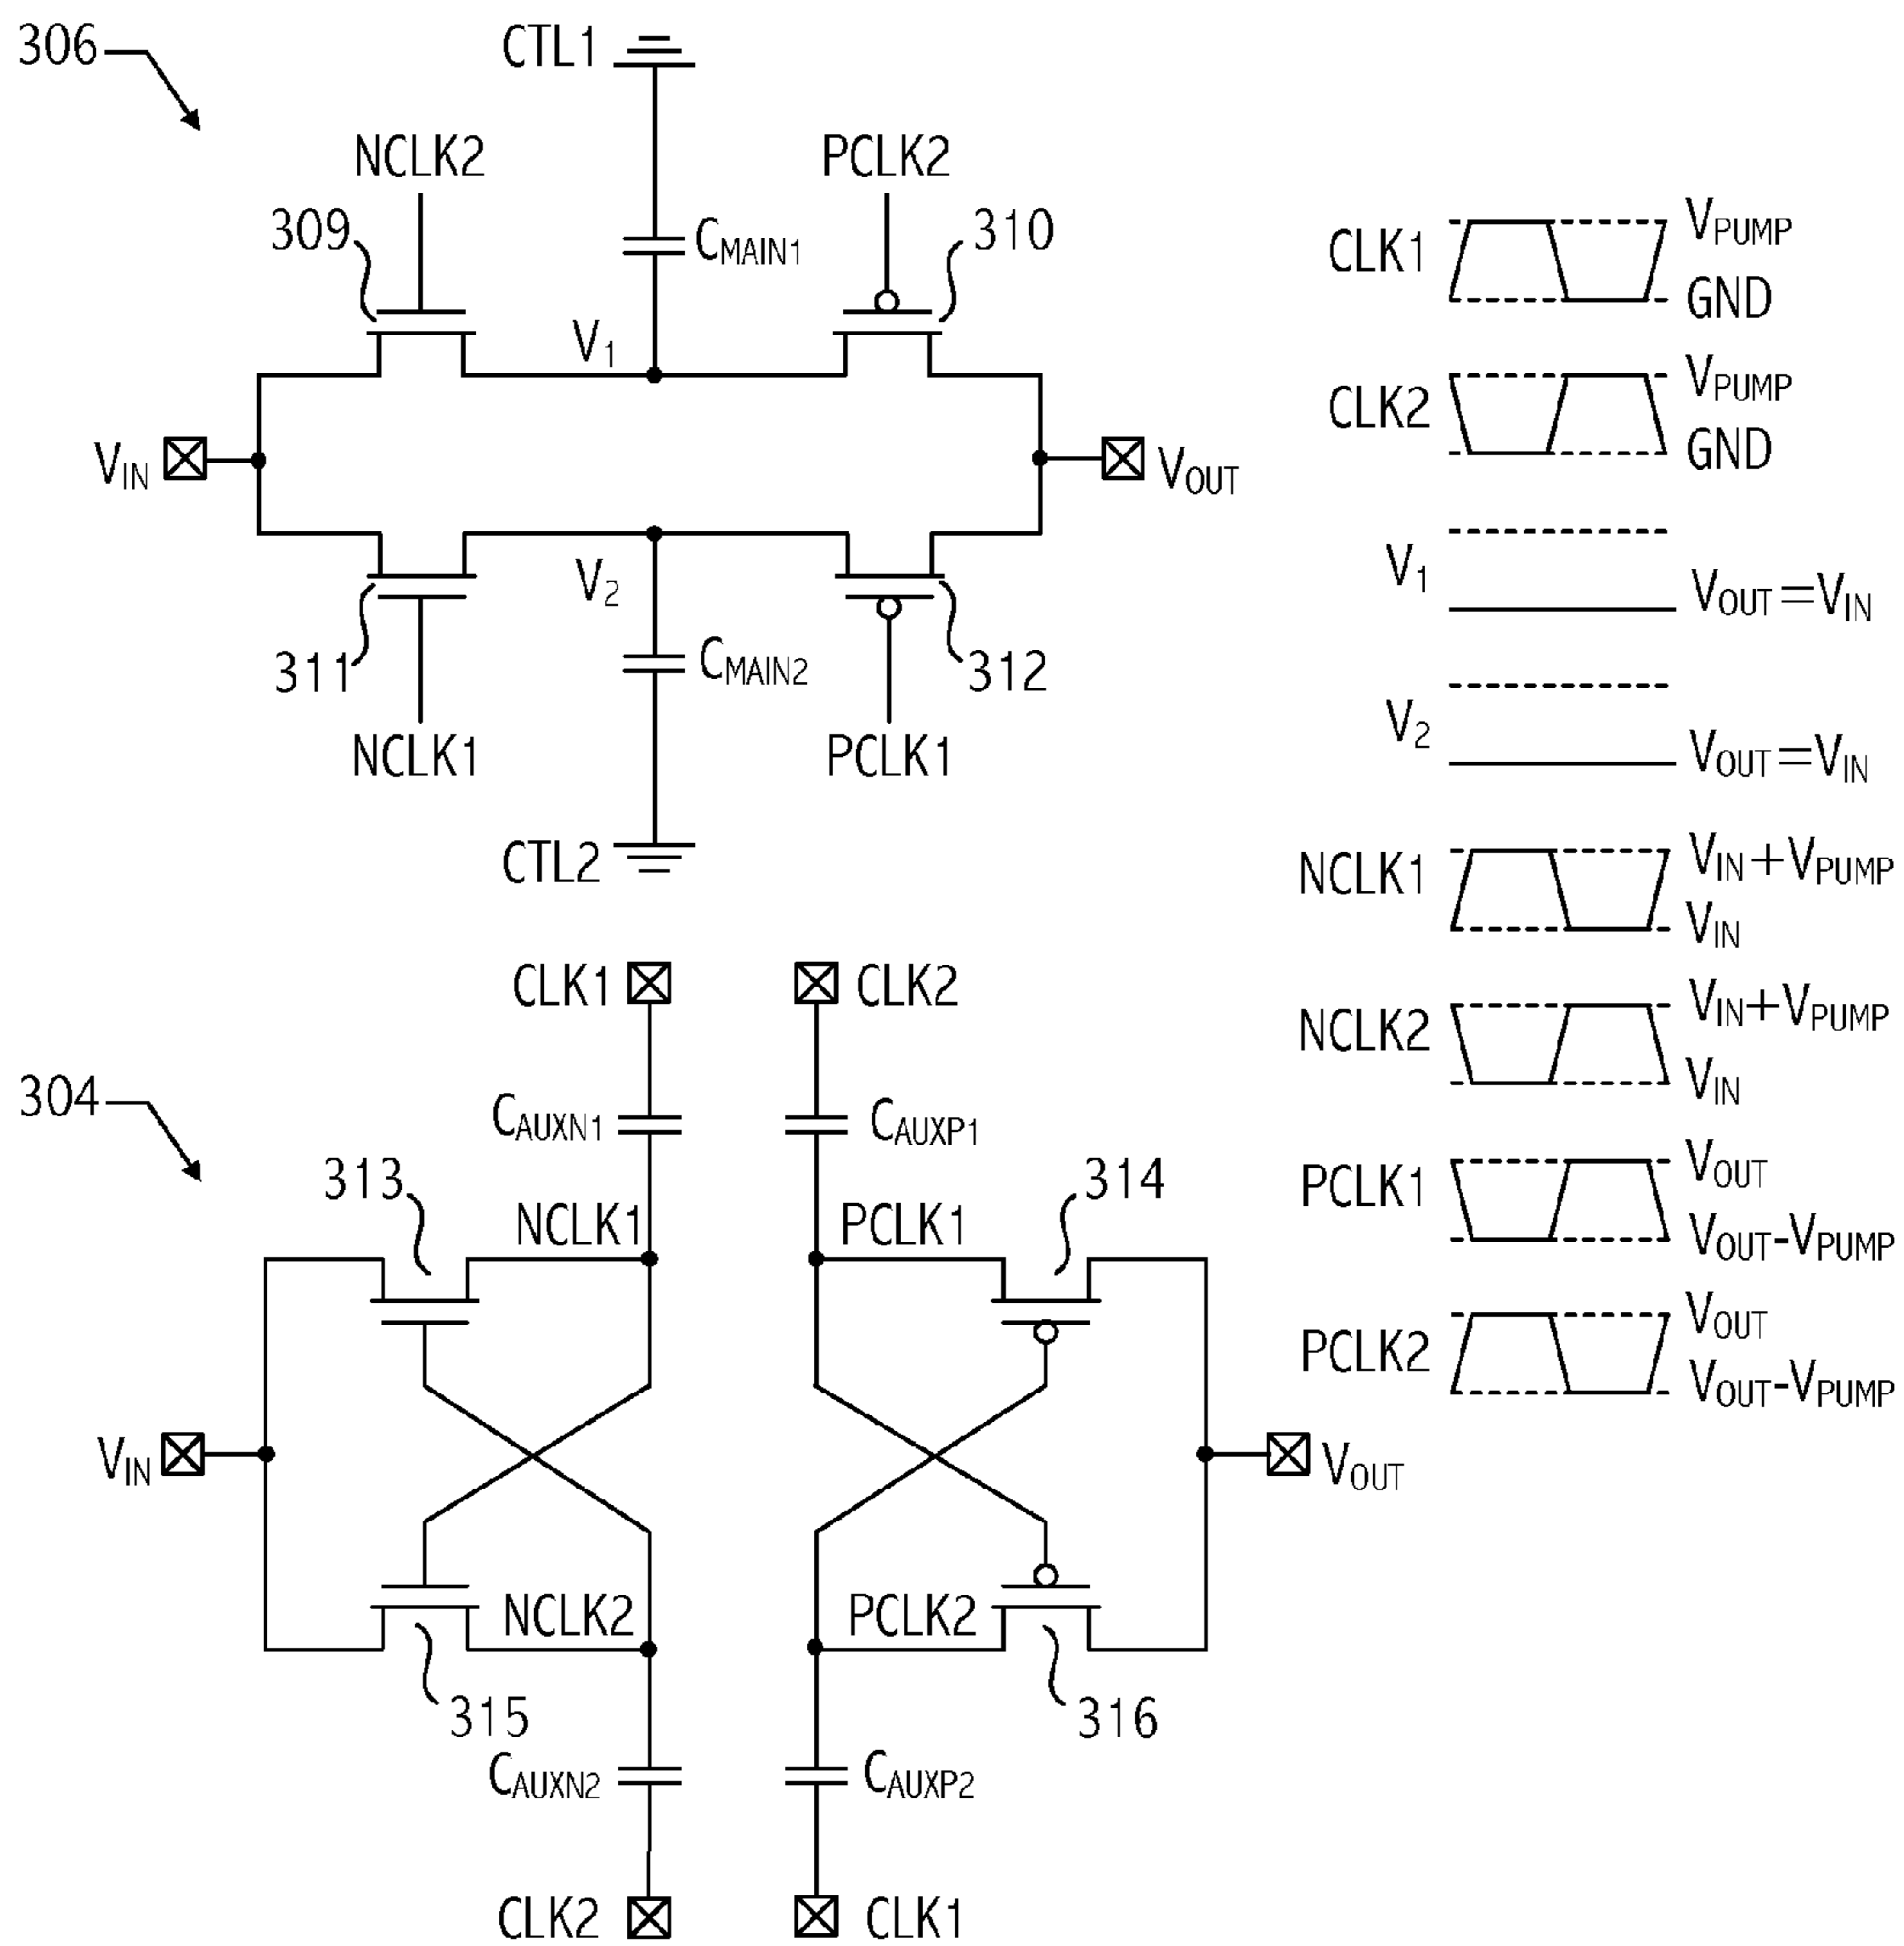 306
CTL1
NCLK2
PCLK2
309
CMAIN1
310
V1
VIN
VOUT
V2
311
CMAIN2
312
NCLK1
PCLK1
CTL2
CLK1
VPUMP
GND
CLK2
VPUMP
GND
V1
VOUT=VIN
V2
VOUT=VIN
NCLK1
VIN+VPUMP
VIN
NCLK2
VIN+VPUMP
VIN
PCLK1
VOUT
VOUT-VPUMP
PCLK2
VOUT
VOUT-VPUMP
304
CLK1
CLK2
CAUXN1
CAUXP1
313
NCLK1
PCLK1
314
VIN
VOUT
NCLK2
PCLK2
315
316
CAUXN2
CAUXP2
CLK2
CLK1